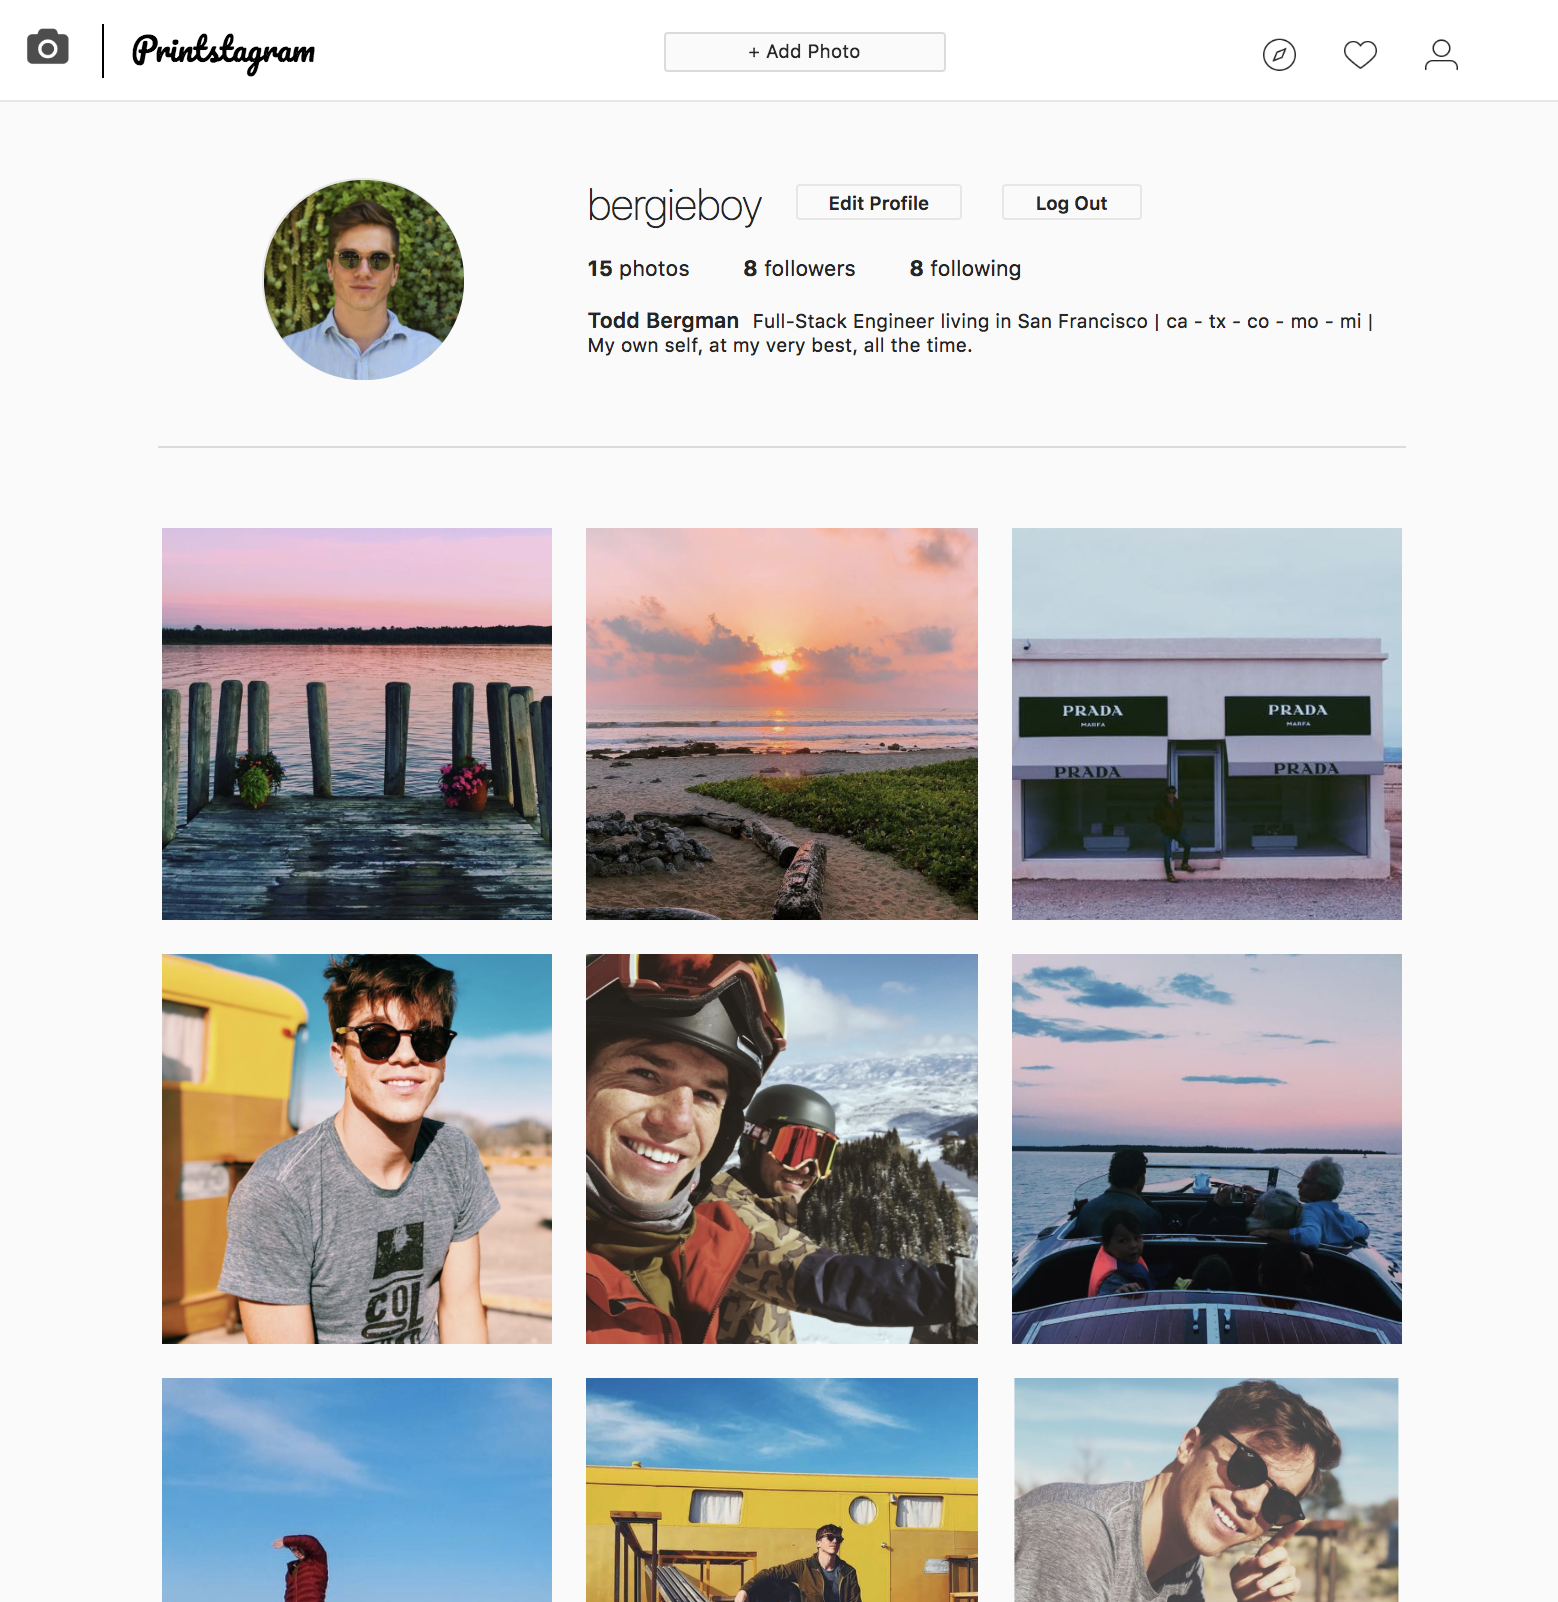 Printstagram
+ Add Photo
bergieboy
Edit Profile
Log Out
15 photos
8 followers
8 following
Todd Bergman Full-Stack Engineer living in San Francisco | ca - tx - co - mo - mi |
My own self, at my very best, all the time.
PRADA
MARFA
PRADA
MARFA
PRADA
PRADA
COL